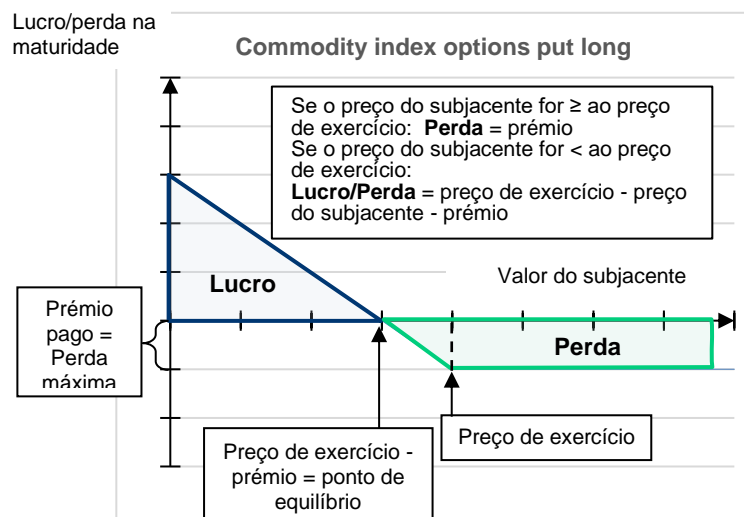 Lucro/perda na
maturidade
Commodity index options put long
Se o preço do subjacente for ≥ ao preço
de exercício: Perda = prémio
Se o preço do subjacente for < ao preço
de exercício:
Lucro/Perda = preço de exercício - preço
do subjacente - prémio
Lucro
Valor do subjacente
Prémio
pago =
Perda
máxima
Perda
Preço de exercício -
prémio = ponto de
equilíbrio
Preço de exercício